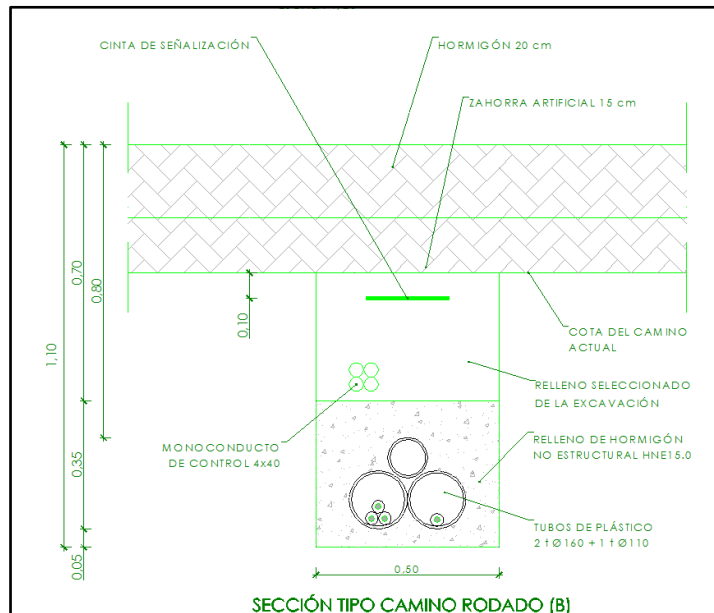 CINTA DE SEÑALIZACIÓN
HORMIGÓN 20 cm
ZAHORRA ARTIFICIAL 15 cm
0,70
0,80
1,10
0,10
COTA DEL CAMINO
ACTUAL
RELLENO SELECCIONADO
DE LA EXCAVACIÓN
MONOCONDUCTO
DE CONTROL 4x40
RELLENO DE HORMIGÓN
NO ESTRUCTURAL HNE15.0
0,35
TUBOS DE PLÁSTICO
2 t Ø160 + 1 t Ø110
0,05
0,50
SECCIÓN TIPO CAMINO RODADO (B)